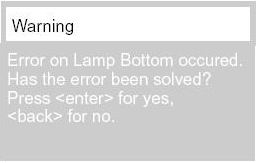 Warning
Error on Lamp Bottom occured.
Has the error been solved?
Press <enter> for yes,
<back> for no.